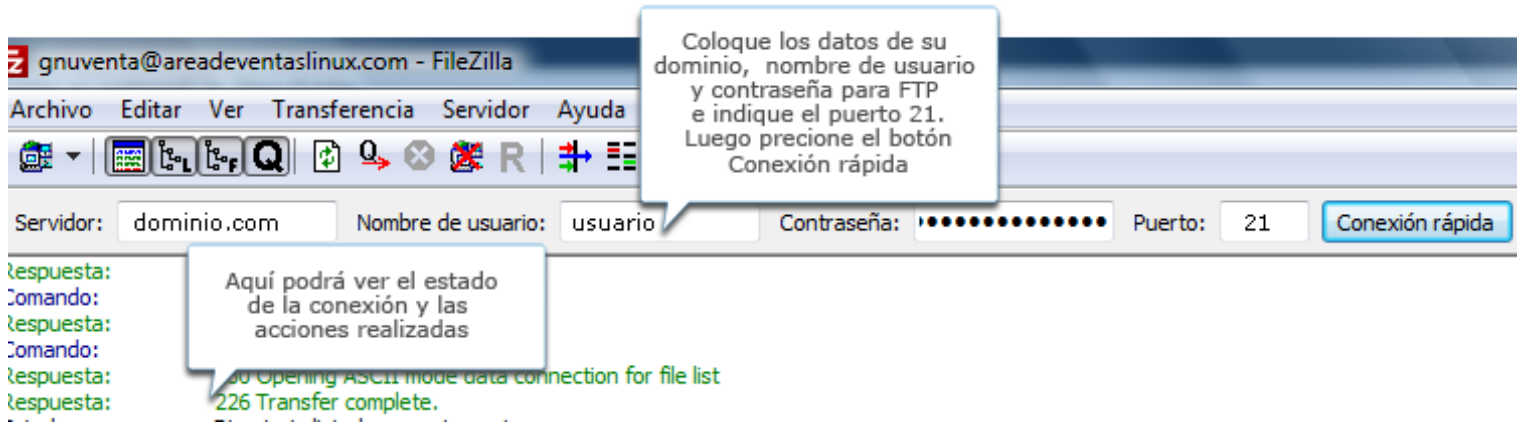 gnuventa@areadeventaslinux.com - FileZilla
Coloque los datos de su
dominio, nombre de usuario
y contraseña para FTP
e indique el puerto 21.
Luego precione el botón
Conexión rápida
Archivo Editar Ver Transferencia Servidor Ayuda
Servidor: dominio.com Nombre de usuario: usuario Contraseña: Puerto: 21 Conexión rápida
Respuesta:
Comando:
Respuesta:
Comando:
Aquí podrá ver el estado
de la conexión y las
acciones realizadas
Respuesta: Opening ASCII mode data connection for file list
Respuesta: 226 Transfer complete.